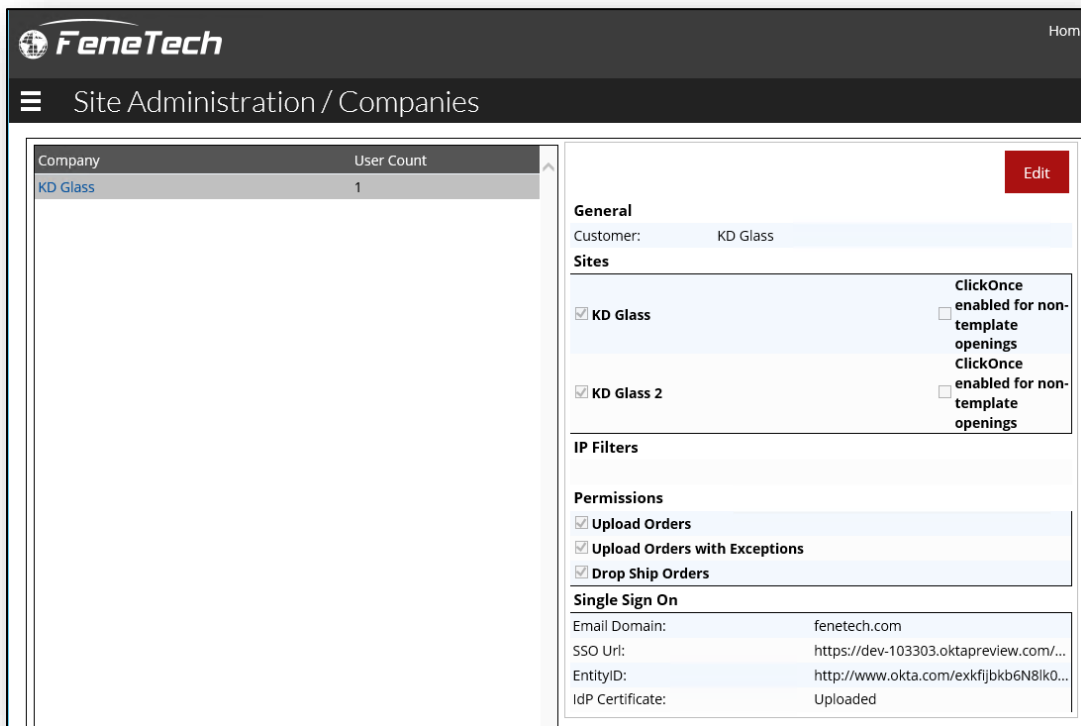 FeneTech
Hom
Site Administration / Companies
Company User Count
KD Glass 1
Edit
General
Customer: KD Glass
Sites
KD Glass
ClickOnce
enabled for non-
template
openings
KD Glass 2
ClickOnce
enabled for non-
template
openings
IP Filters
Permissions
Upload Orders
Upload Orders with Exceptions
Drop Ship Orders
Single Sign On
Email Domain: fenetech.com
SSO Url: https://dev-103303.oktapreview.com/...
EntityID: http://www.okta.com/exkfijbkb6N8lk0...
IdP Certificate: Uploaded